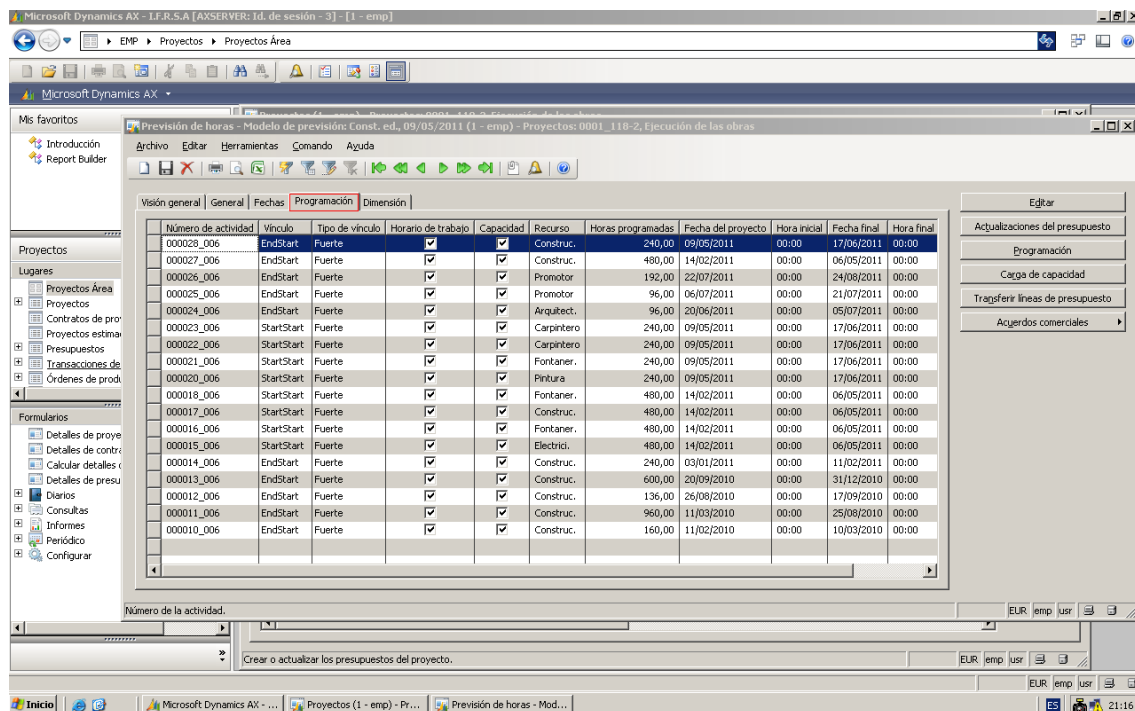 Microsoft Dynamics AX - I.F.R.S.A [AXSERVER: Id. de sesión - 3] - [1 - emp]
EMP Proyectos Proyectos Área
Microsoft Dynamics AX
Mis favoritos
Introducción
Report Builder
Proyectos
Lugares
Proyectos Área
Proyectos
Contratos de pro
Proyectos estima
Presupuestos
Transacciones de
Órdenes de produ
Formularios
Detalles de proye
Detalles de contra
Calcular detalles
Detalles de presu
Diarios
Consultas
Informes
Periódico
Configurar
Previsión de horas - Modelo de previsión: Const. ed., 09/05/2011 (1 - emp) - Proyectos: 0001_118-2, Ejecución de las obras
Archivo Editar Herramientas Comando Ayuda
Visión general General Fechas Programación Dimensión
Número de actividad Vínculo Tipo de vínculo Horario de trabajo Capacidad Recurso Horas programadas Fecha del proyecto Hora inicial Fecha final Hora final
000028_006 EndStart Fuerte Construc. 240,00 09/05/2011 00:00 17/06/2011 00:00
000027_006 EndStart Fuerte Construc. 480,00 14/02/2011 00:00 06/05/2011 00:00
000026_006 EndStart Fuerte Promotor 192,00 22/07/2011 00:00 24/08/2011 00:00
000025_006 EndStart Fuerte Promotor 96,00 06/07/2011 00:00 21/07/2011 00:00
000024_006 EndStart Fuerte Arquitect. 96,00 20/06/2011 00:00 05/07/2011 00:00
000023_006 StartStart Fuerte Carpintero 240,00 09/05/2011 00:00 17/06/2011 00:00
000022_006 StartStart Fuerte Carpintero 240,00 09/05/2011 00:00 17/06/2011 00:00
000021_006 StartStart Fuerte Fontaner. 240,00 09/05/2011 00:00 17/06/2011 00:00
000020_006 StartStart Fuerte Pintura 240,00 09/05/2011 00:00 17/06/2011 00:00
000018_006 StartStart Fuerte Fontaner. 480,00 14/02/2011 00:00 06/05/2011 00:00
000017_006 StartStart Fuerte Construc. 480,00 14/02/2011 00:00 06/05/2011 00:00
000016_006 StartStart Fuerte Fontaner. 480,00 14/02/2011 00:00 06/05/2011 00:00
000015_006 StartStart Fuerte Electrici. 480,00 14/02/2011 00:00 06/05/2011 00:00
000014_006 EndStart Fuerte Construc. 240,00 03/01/2011 00:00 11/02/2011 00:00
000013_006 EndStart Fuerte Construc. 600,00 20/09/2010 00:00 31/12/2010 00:00
000012_006 EndStart Fuerte Construc. 136,00 26/08/2010 00:00 17/09/2010 00:00
000011_006 EndStart Fuerte Construc. 960,00 11/03/2010 00:00 25/08/2010 00:00
000010_006 EndStart Fuerte Construc. 160,00 11/02/2010 00:00 10/03/2010 00:00
Editar
Actualizaciones del presupuesto
Programación
Carga de capacidad
Transferir líneas de presupuesto
Acuerdos comerciales
Número de la actividad. EUR emp usr
Crear o actualizar los presupuestos del proyecto. EUR emp usr
EUR emp usr
Inicio Microsoft Dynamics AX - ... Proyectos (1 - emp) - Pr... Previsión de horas - Mod... ES 21:16